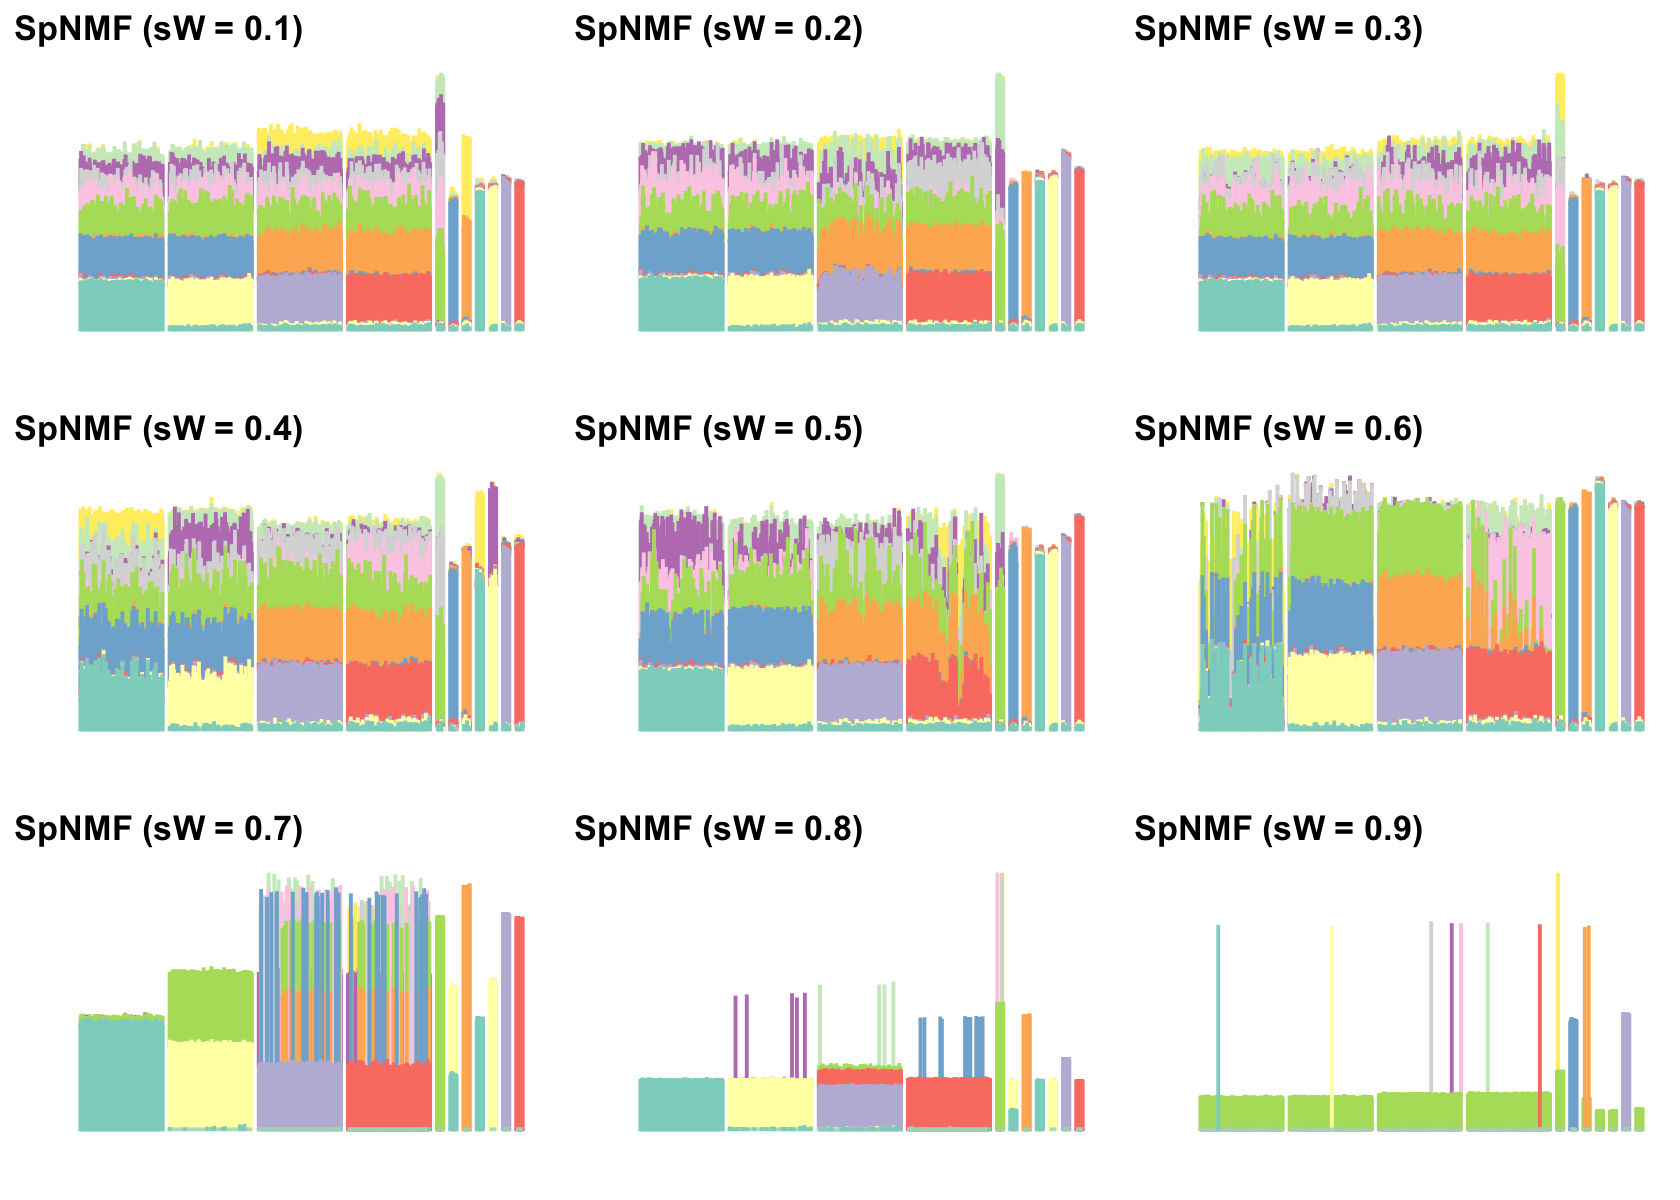 SpNMF (sW = 0.1)
SpNMF (sW = 0.2)
SpNMF (sW = 0.3)
SpNMF (sW = 0.4)
SpNMF (sW = 0.5)
SpNMF (sW = 0.6)
SpNMF (sW = 0.7)
SpNMF (sW = 0.8)
SpNMF (sW = 0.9)